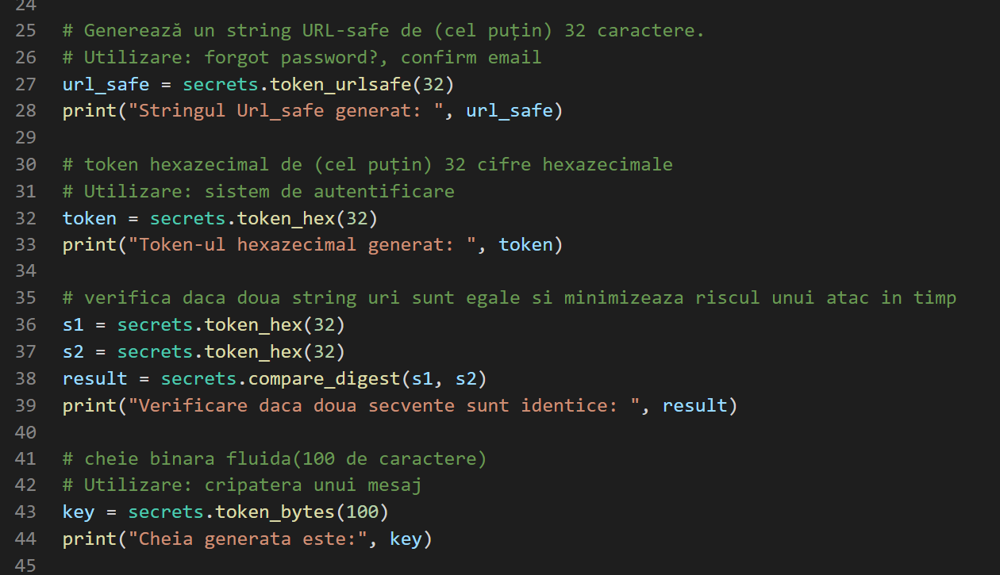 24
25 # Generează un string URL-safe de (cel puțin) 32 caractere.
26 # Utilizare: forgot password?, confirm email
27 url_safe = secrets.token_urlsafe(32)
28 print("Stringul Url_safe generat: ", url_safe)
29
30 # token hexazecimal de (cel puțin) 32 cifre hexazecimale
31 # Utilizare: sistem de autentificare
32 token = secrets.token_hex(32)
33 print("Token-ul hexazecimal generat: ", token)
34
35 # verifica daca doua string uri sunt egale si minimizeaza riscul unui atac in timp
36 s1 = secrets.token_hex(32)
37 s2 = secrets.token_hex(32)
38 result = secrets.compare_digest(s1, s2)
39 print("Verificare daca doua secvente sunt identice: ", result)
40
41 # cheie binara fluida(100 de caractere)
42 # Utilizare: cripatera unui mesaj
43 key = secrets.token_bytes(100)
44 print("Cheia generata este:", key)
45